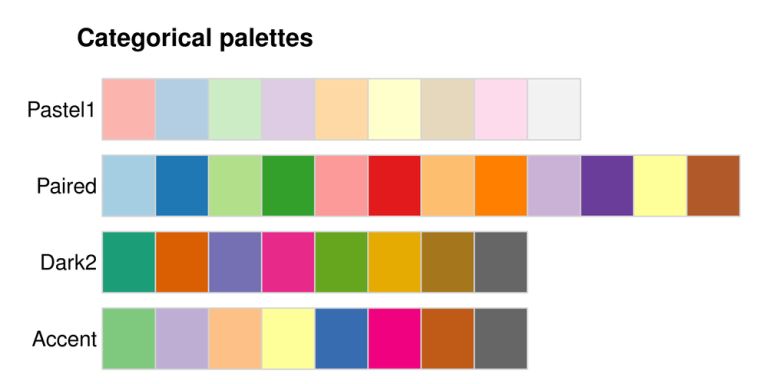 Categorical palettes
Pastel1
Paired
Dark2
Accent